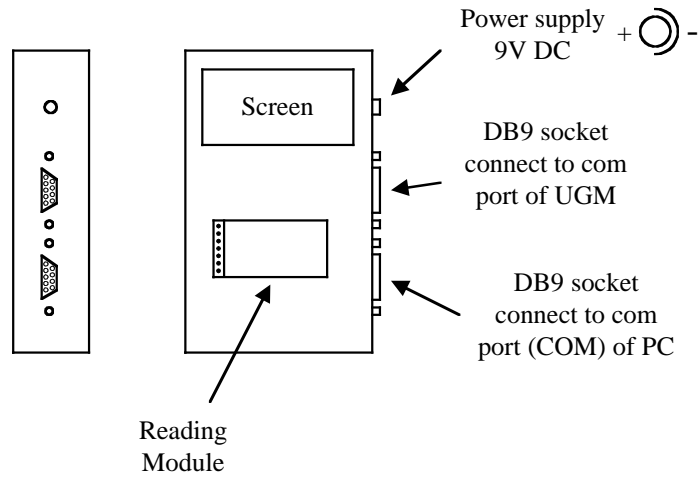 Power supply
9V DC + -
Screen
DB9 socket
connect to com
port of UGM
DB9 socket
connect to com
port (COM) of PC
Reading
Module